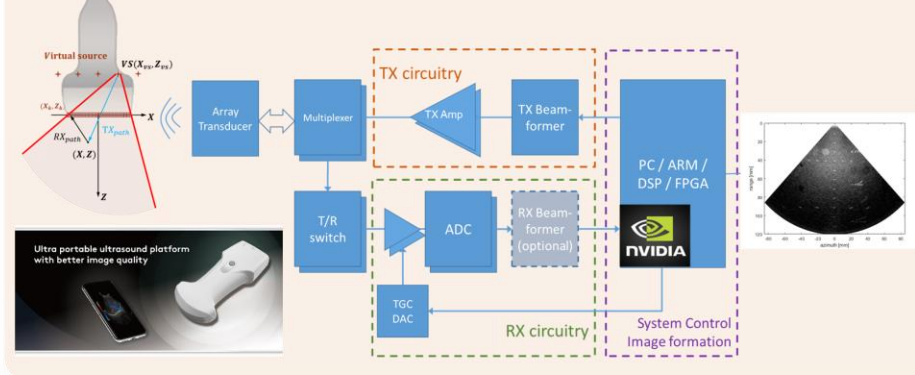 Virtual source
VS(X_vs, Z_vs)
X
RX_path
TX_path
(X, Z)
Z
Array
Transducer
Multiplexer
TX circuitry
TX Amp
TX Beam-
former
T/R
switch
ADC
RX Beam-
former
(optional)
TGC
DAC
RX circuitry
PC / ARM /
DSP / FPGA
NVIDIA
System Control
Image formation
Ultra portable ultrasound platform
with better image quality
range [mm]
azimuth [mm]